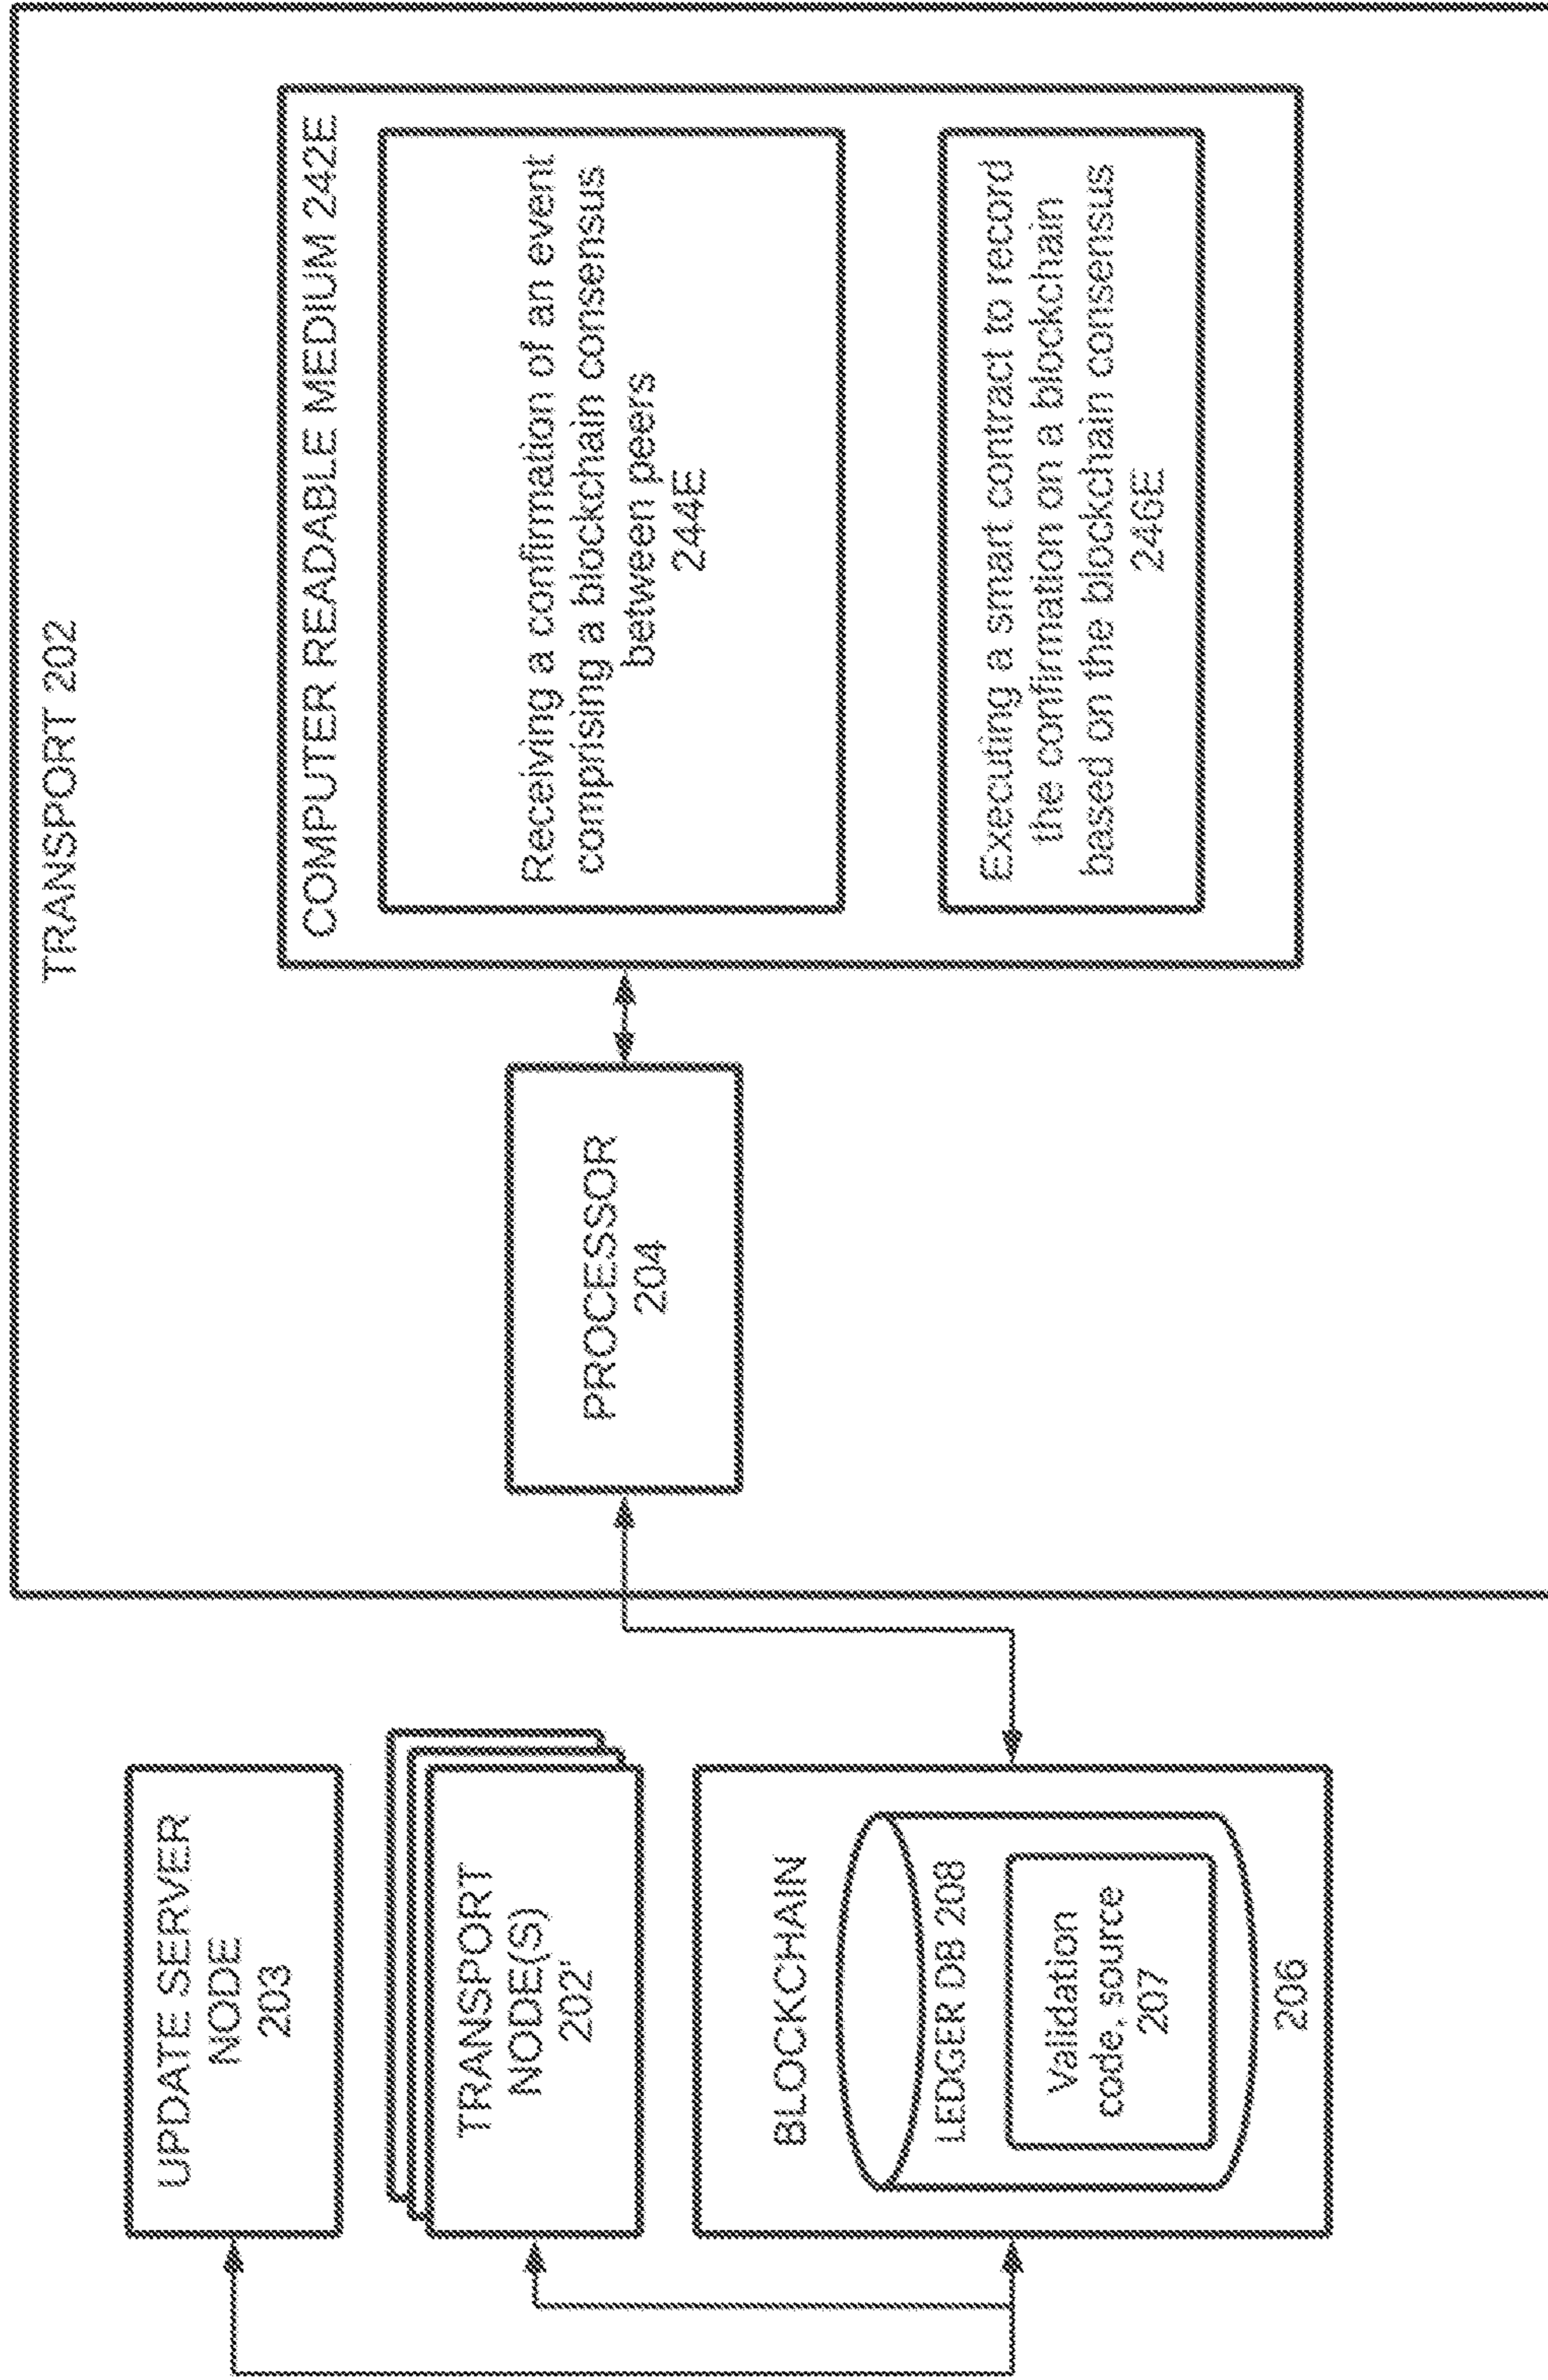 UPDATE SERVER
NODE
203
TRANSPORT
NODE(S)
202'
BLOCKCHAIN
LEDGER DB 208
Validation
code, source
207
206
TRANSPORT 202
PROCESSOR
204
COMPUTER READABLE MEDIUM 242E
Receiving a confirmation of an event
comprising a blockchain consensus
between peers
244E
Executing a smart contract to record
the confirmation on a blockchain
based on the blockchain consensus
246E